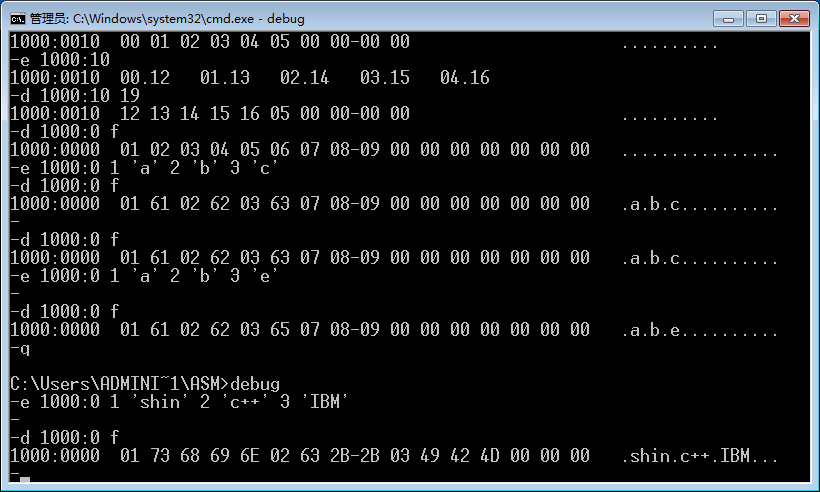 管理员: C:\Windows\system32\cmd.exe - debug
1000:0010  00 01 02 03 04 05 00 00-00 00                     ..........
-e 1000:10
1000:0010  00.12   01.13   02.14   03.15   04.16
-d 1000:10 19
1000:0010  12 13 14 15 16 05 00 00-00 00                     ..........
-d 1000:0 f
1000:0000  01 02 03 04 05 06 07 08-09 00 00 00 00 00 00 00   ................
-e 1000:0 1 'a' 2 'b' 3 'c'
-d 1000:0 f
1000:0000  01 61 02 62 03 63 07 08-09 00 00 00 00 00 00 00   .a.b.c..........
-
-d 1000:0 f
1000:0000  01 61 02 62 03 63 07 08-09 00 00 00 00 00 00 00   .a.b.c..........
-e 1000:0 1 'a' 2 'b' 3 'e'
-
-d 1000:0 f
1000:0000  01 61 02 62 03 65 07 08-09 00 00 00 00 00 00 00   .a.b.e..........
-q
C:\Users\ADMINI~1\ASM>debug
-e 1000:0 1 'shin' 2 'c++' 3 'IBM'
-
-d 1000:0 f
1000:0000  01 73 68 69 6E 02 63 2B-2B 03 49 42 4D 00 00 00   .shin.c++.IBM...
-